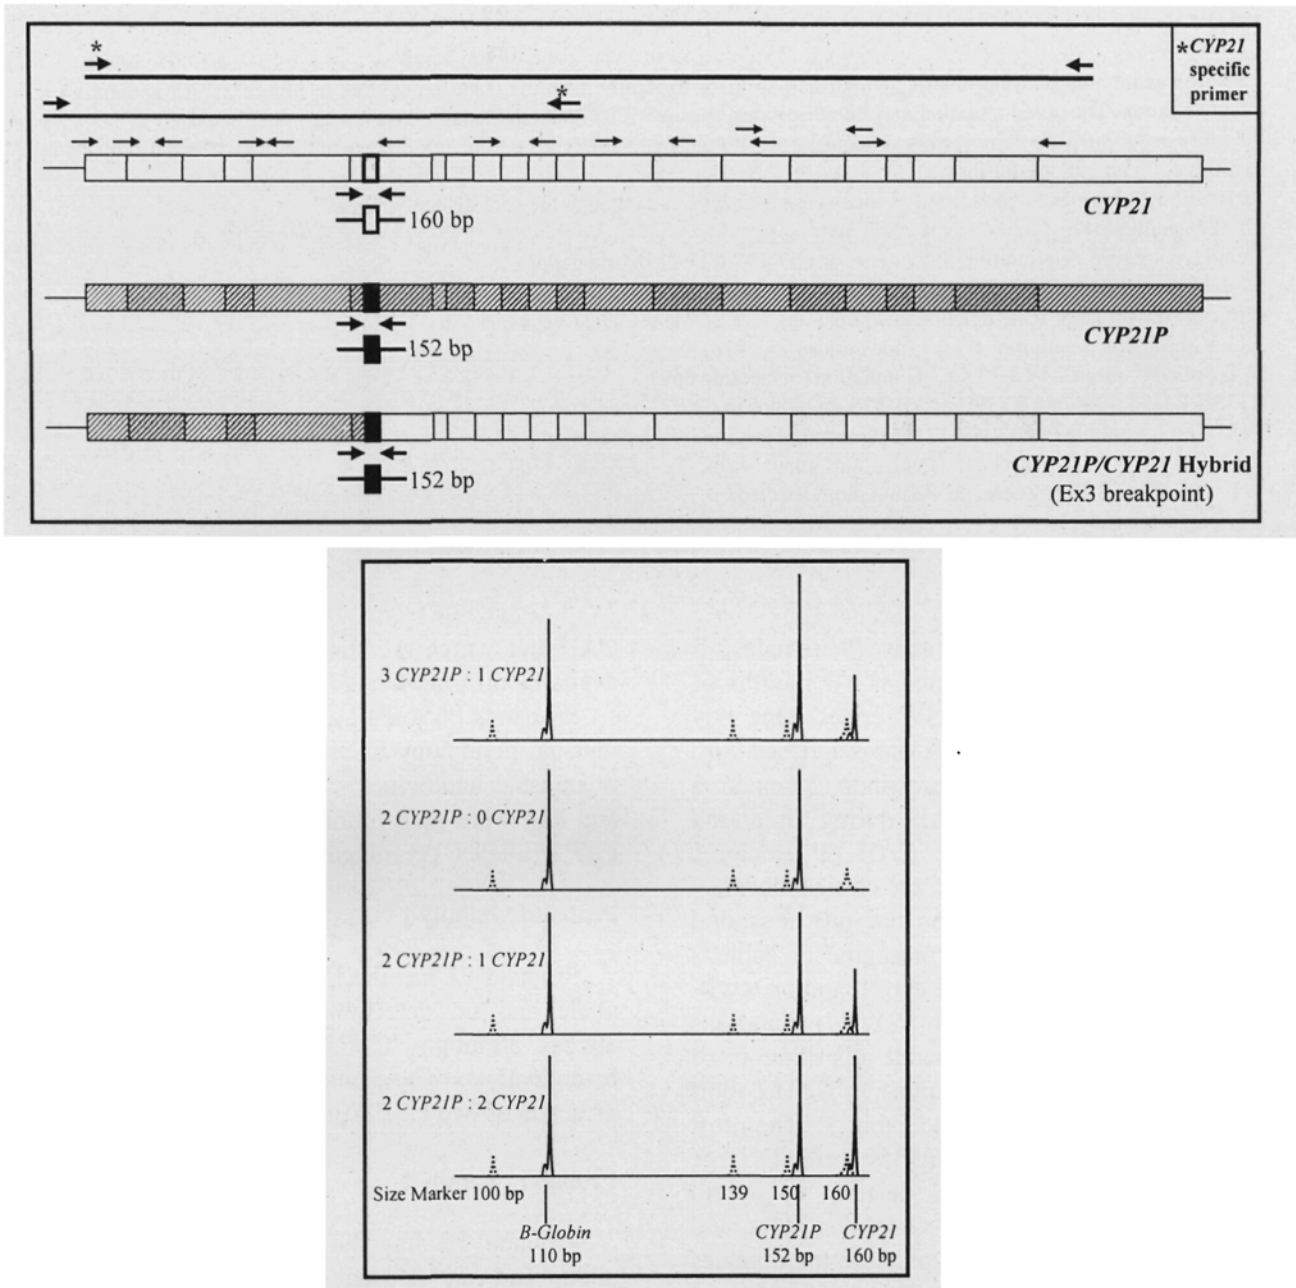 *
*CYP21
specific
primer
*
160 bp
CYP21
CYP21P
152 bp
CYP21P/CYP21 Hybrid
152 bp
(Ex3 breakpoint)
3 CYP21P : 1 CYP21
2 CYP21P : 0 CYP21
2 CYP21P : 1 CYP21
2 CYP21P : 2 CYP21
Size Marker 100 bp 139 150 160
B-Globin CYP21P CYP21
110 bp 152 bp 160 bp